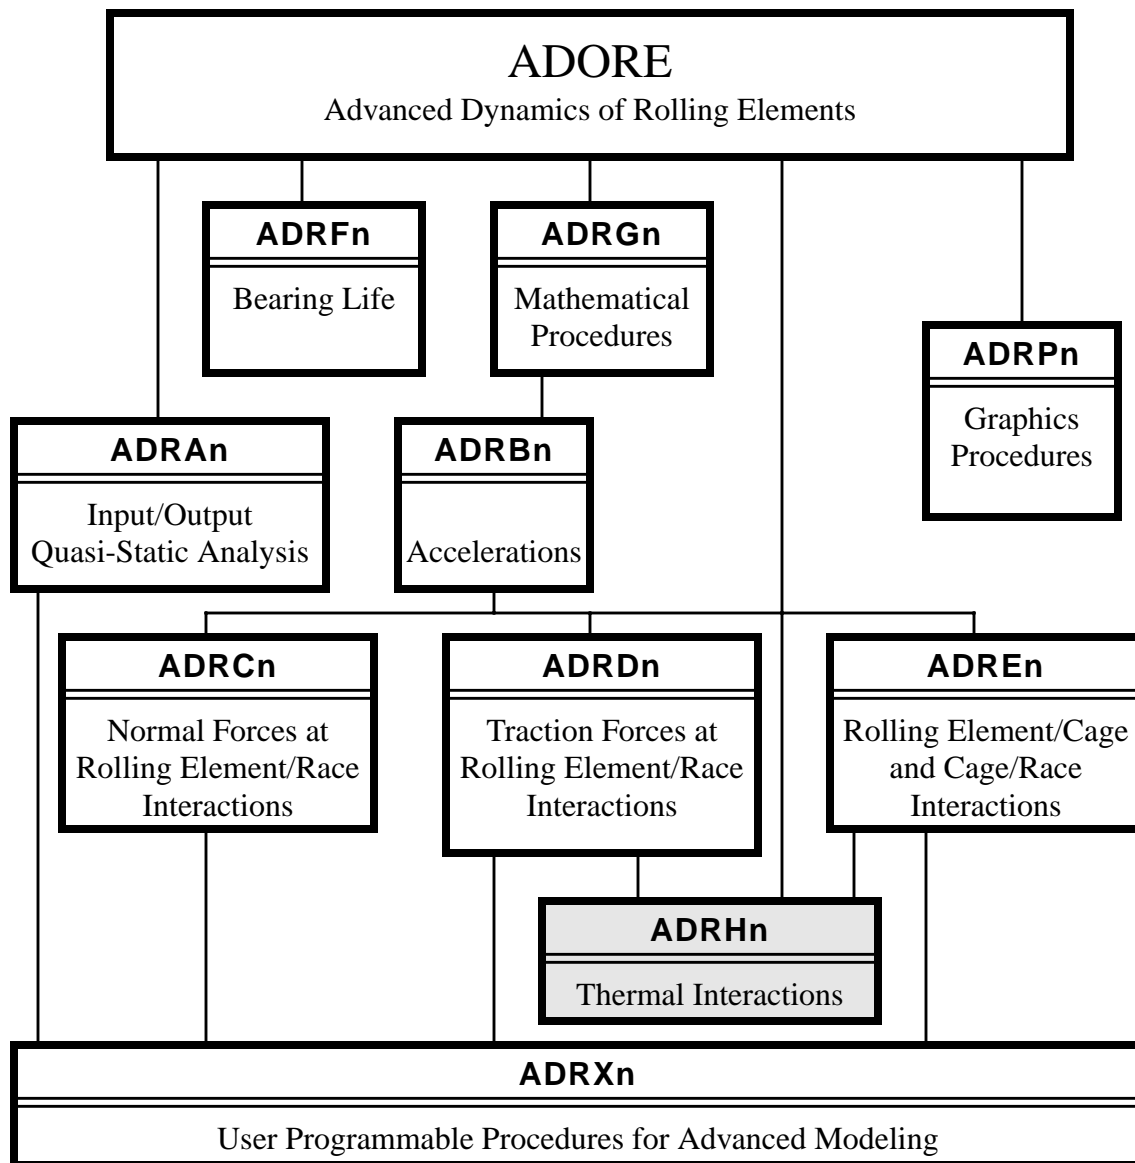 ADORE
Advanced Dynamics of Rolling Elements
ADRFn
Bearing Life
ADRGn
Mathematical
Procedures
ADRPn
Graphics
Procedures
ADRAn
Input/Output
Quasi-Static Analysis
ADRBn
Accelerations
ADRCn
Normal Forces at
Rolling Element/Race
Interactions
ADRDn
Traction Forces at
Rolling Element/Race
Interactions
ADREn
Rolling Element/Cage
and Cage/Race
Interactions
ADRHn
Thermal Interactions
ADRXn
User Programmable Procedures for Advanced Modeling